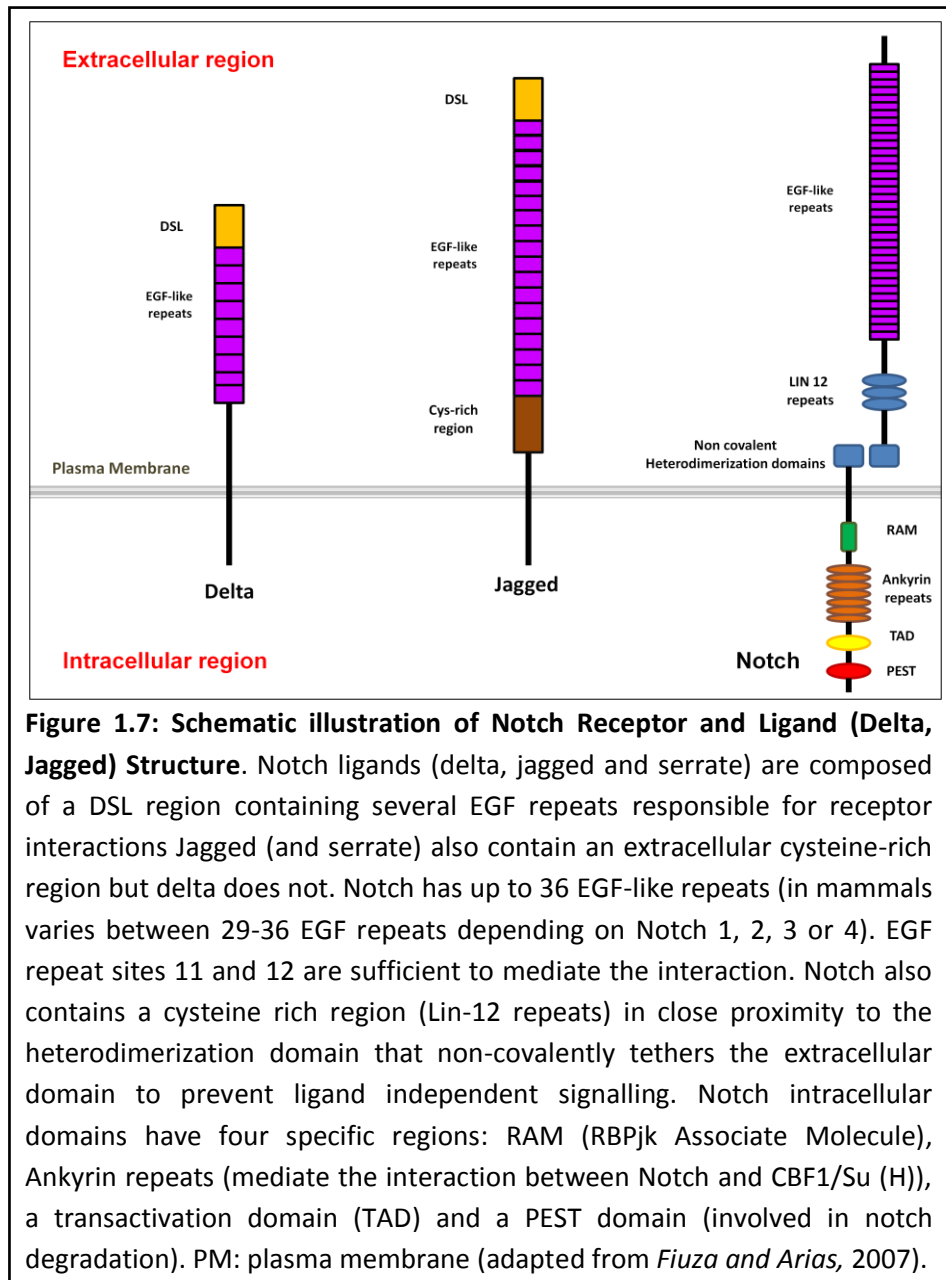 Extracellular region
DSL
EGF-like
repeats
DSL
EGF-like
repeats
Cys-rich
region
EGF-like
repeats
LIN 12
repeats
Non covalent
Heterodimerization domains
Plasma Membrane
RAM
Ankyrin
repeats
TAD
PEST
Delta
Jagged
Notch
Intracellular region
Figure 1.7: Schematic illustration of Notch Receptor and Ligand (Delta,
Jagged) Structure. Notch ligands (delta, jagged and serrate) are composed
of a DSL region containing several EGF repeats responsible for receptor
interactions Jagged (and serrate) also contain an extracellular cysteine-rich
region but delta does not. Notch has up to 36 EGF-like repeats (in mammals
varies between 29-36 EGF repeats depending on Notch 1, 2, 3 or 4). EGF
repeat sites 11 and 12 are sufficient to mediate the interaction. Notch also
contains a cysteine rich region (Lin-12 repeats) in close proximity to the
heterodimerization domain that non-covalently tethers the extracellular
domain to prevent ligand independent signalling. Notch intracellular
domains have four specific regions: RAM (RBPjk Associate Molecule),
Ankyrin repeats (mediate the interaction between Notch and CBF1/Su (H)),
a transactivation domain (TAD) and a PEST domain (involved in notch
degradation). PM: plasma membrane (adapted from Fiuza and Arias, 2007).